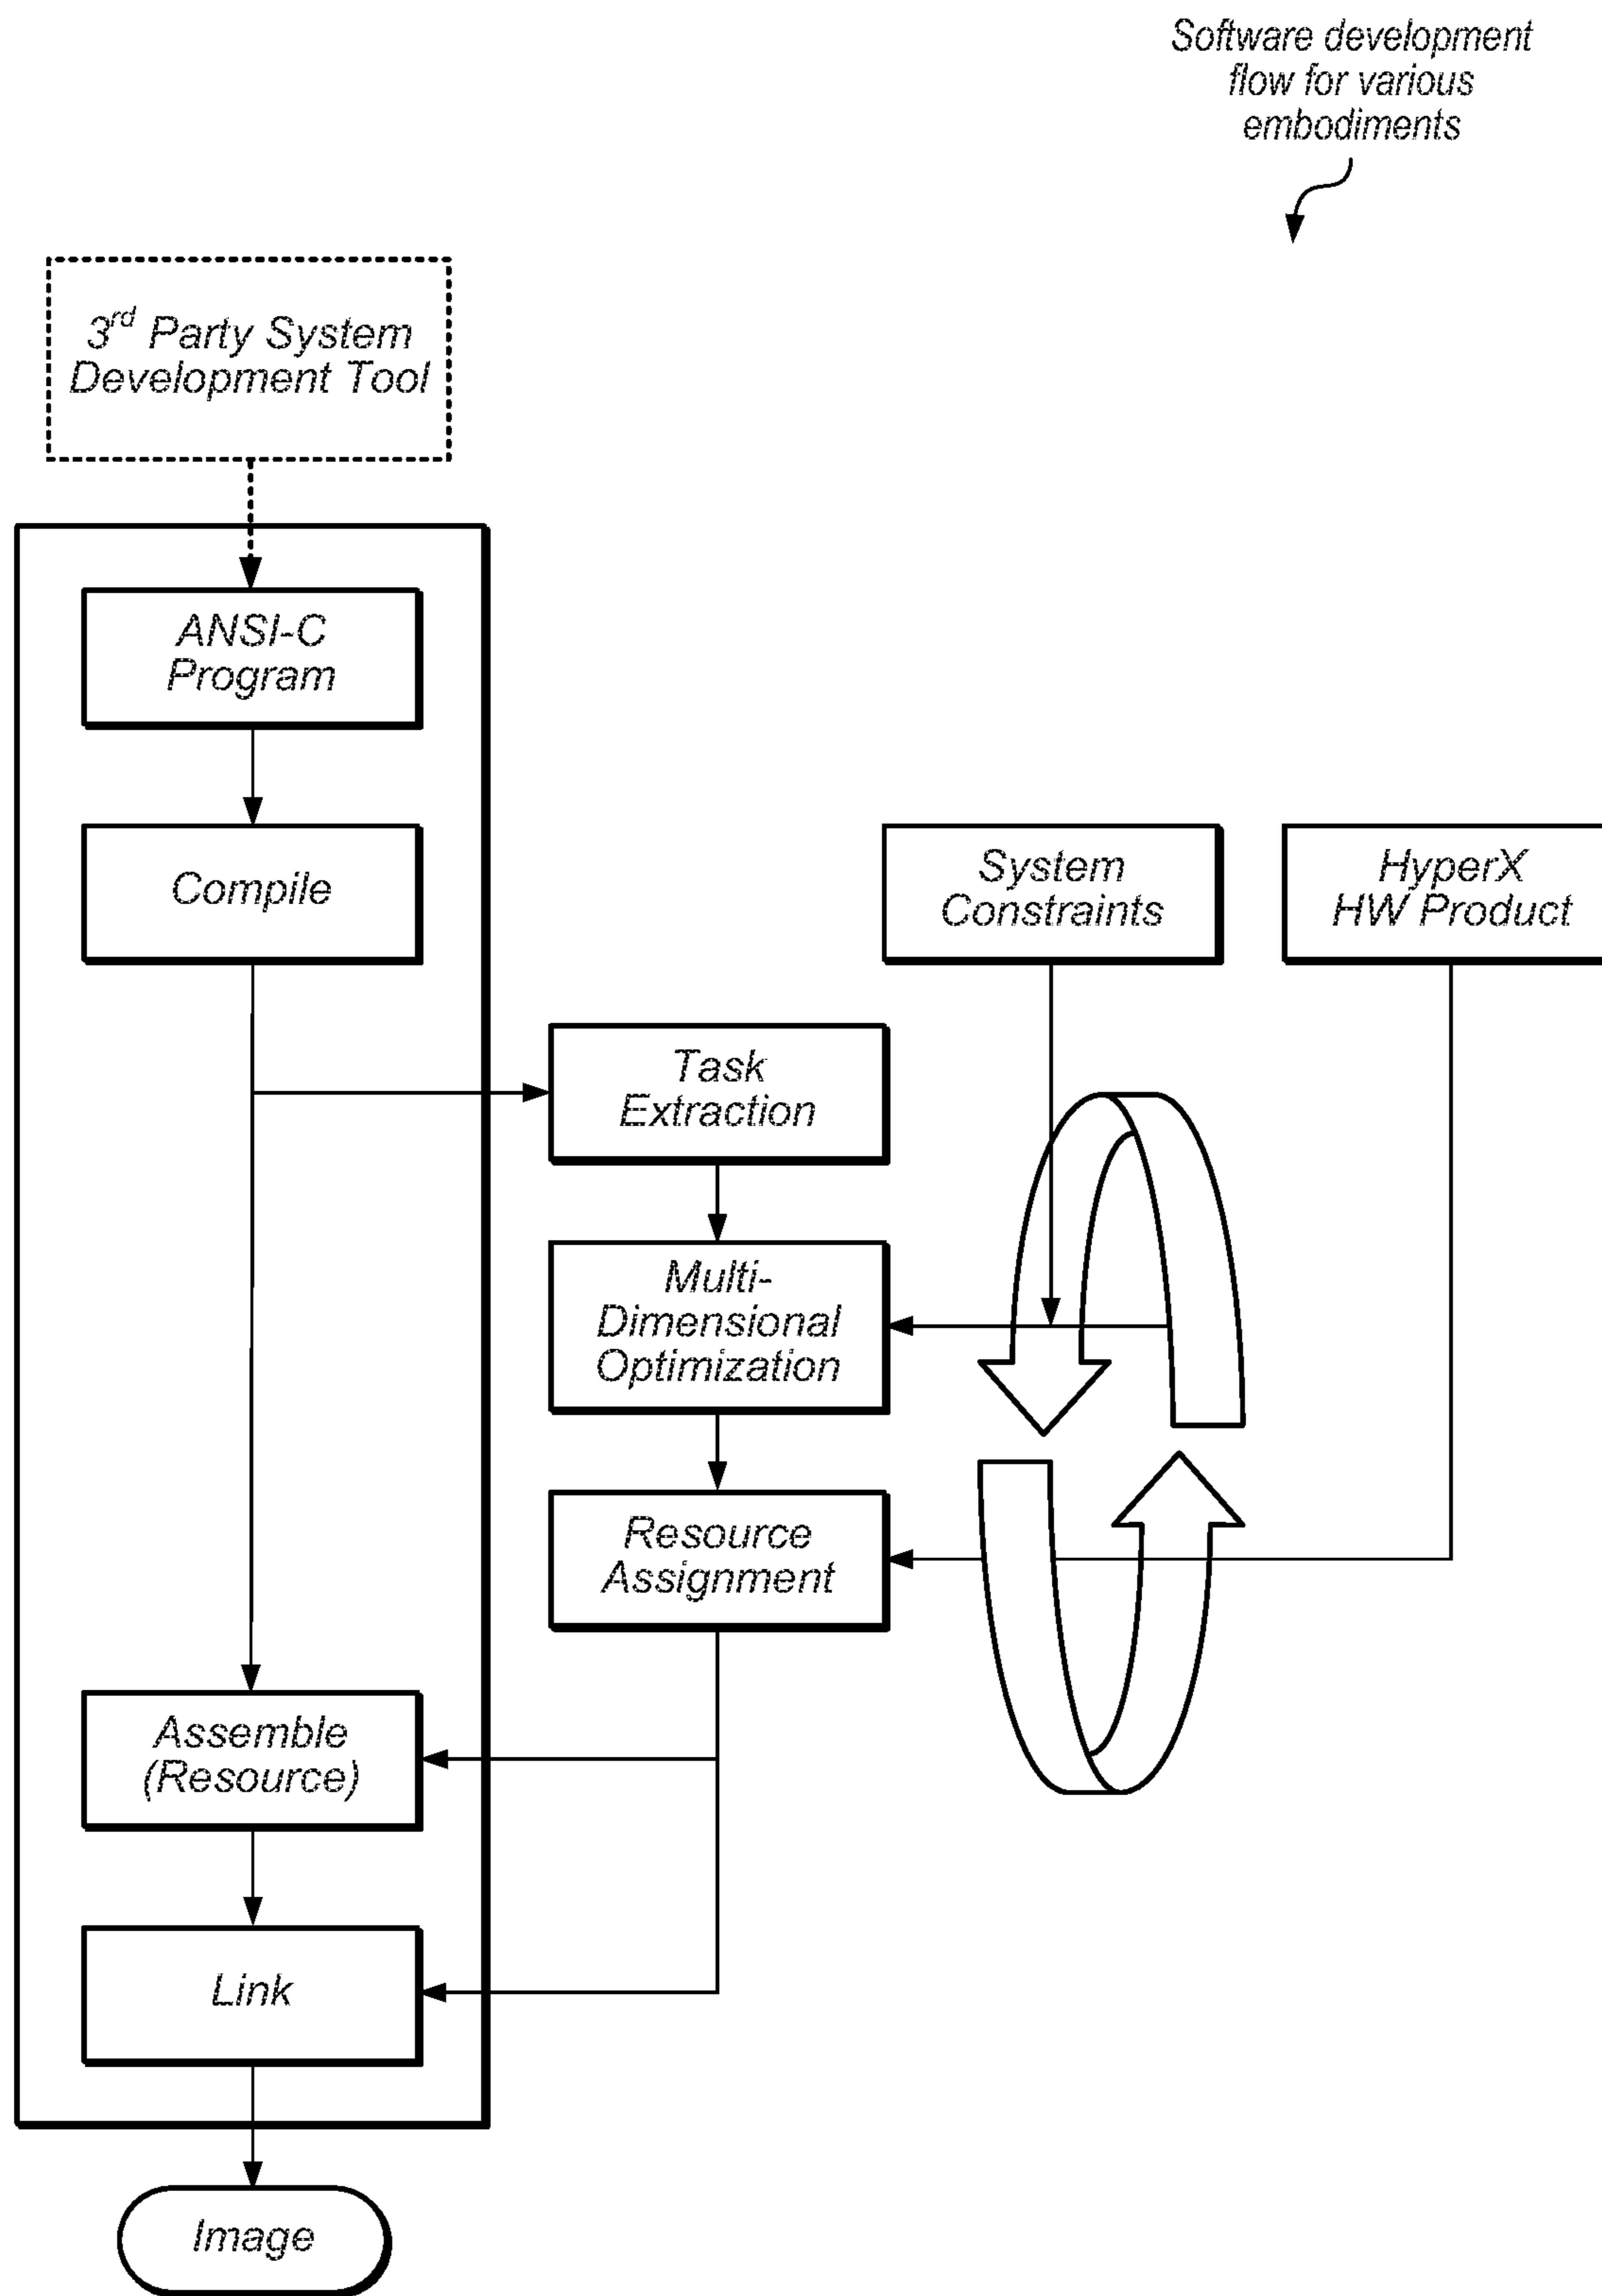 Software development
flow for various
embodiments
3rd Party System
Development Tool
ANSI-C
Program
Compile
System
Constraints
HyperX
HW Product
Task
Extraction
Multi-
Dimensional
Optimization
Resource
Assignment
Assemble
(Resource)
Link
Image